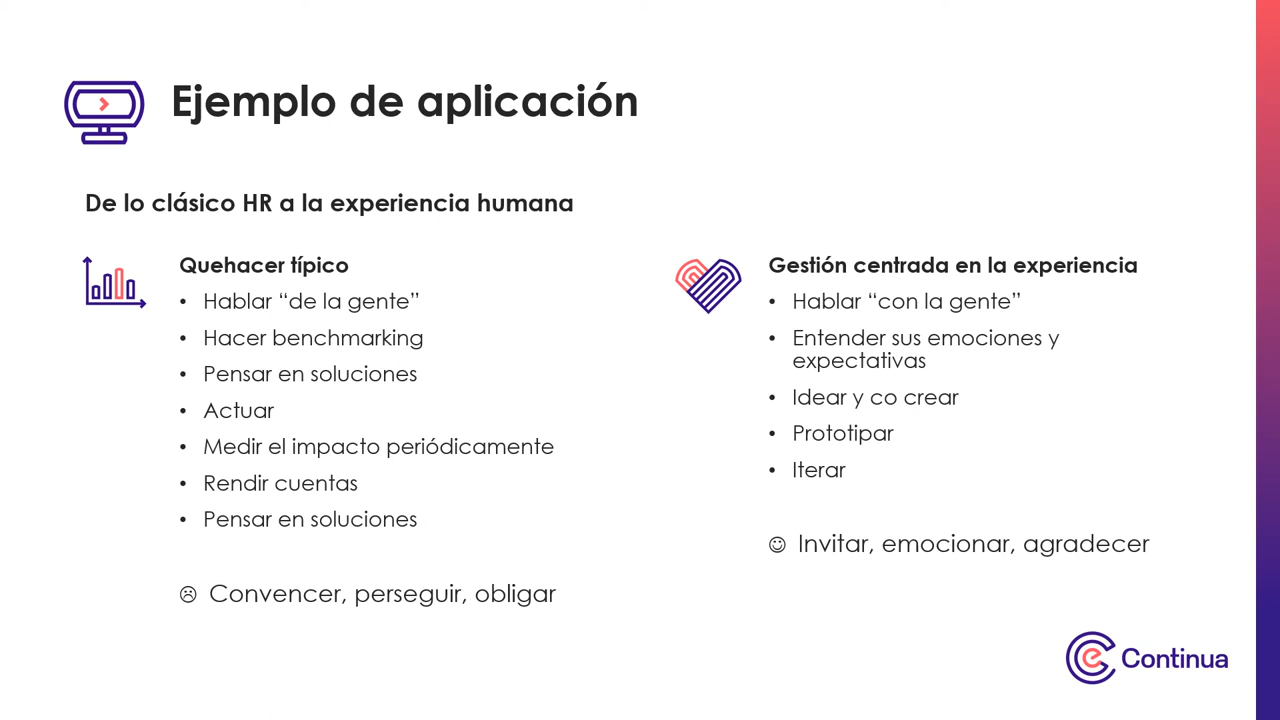 Ejemplo de aplicación
De lo clásico HR a la experiencia humana
Quehacer típico
• Hablar “de la gente”
• Hacer benchmarking
• Pensar en soluciones
• Actuar
• Medir el impacto periódicamente
• Rendir cuentas
• Pensar en soluciones
☹ Convencer, perseguir, obligar
Gestión centrada en la experiencia
• Hablar “con la gente”
• Entender sus emociones y
expectativas
• Idear y co crear
• Prototipar
• Iterar
☺ Invitar, emocionar, agradecer
Continua